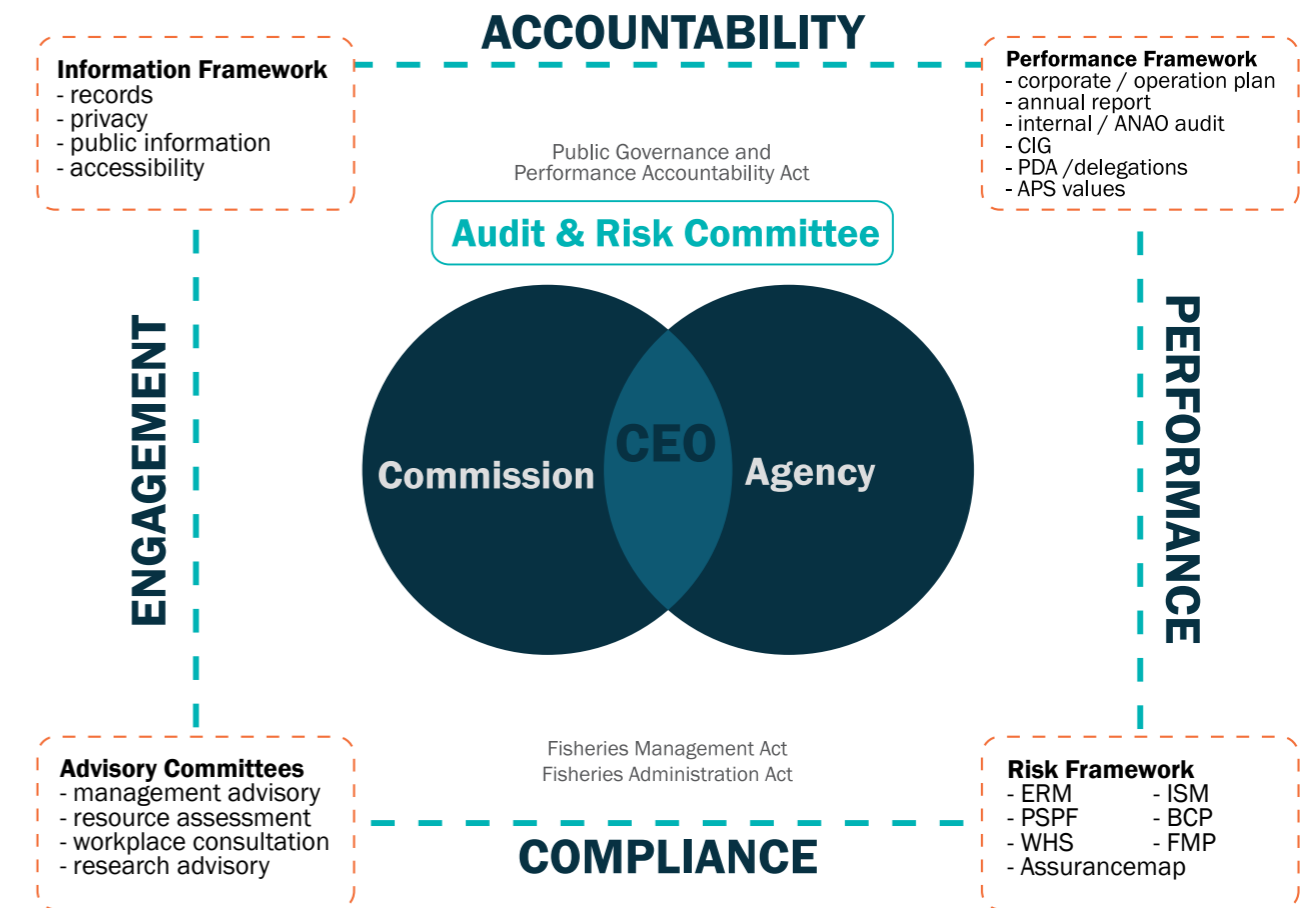 ACCOUNTABILITY
Information Framework
- records
- privacy
- public information
- accessibility
Performance Framework
- corporate / operation plan
- annual report
- internal / ANAO audit
- CIG
- PDA /delegations
- APS values
Public Governance and
Performance Accountability Act
Audit & Risk Committee
ENGAGEMENT
Commission
CEO
Agency
PERFORMANCE
Fisheries Management Act
Fisheries Administration Act
Advisory Committees
- management advisory
- resource assessment
- workplace consultation
- research advisory
COMPLIANCE
Risk Framework
- ERM - ISM
- PSPF - BCP
- WHS - FMP
- Assurancemap